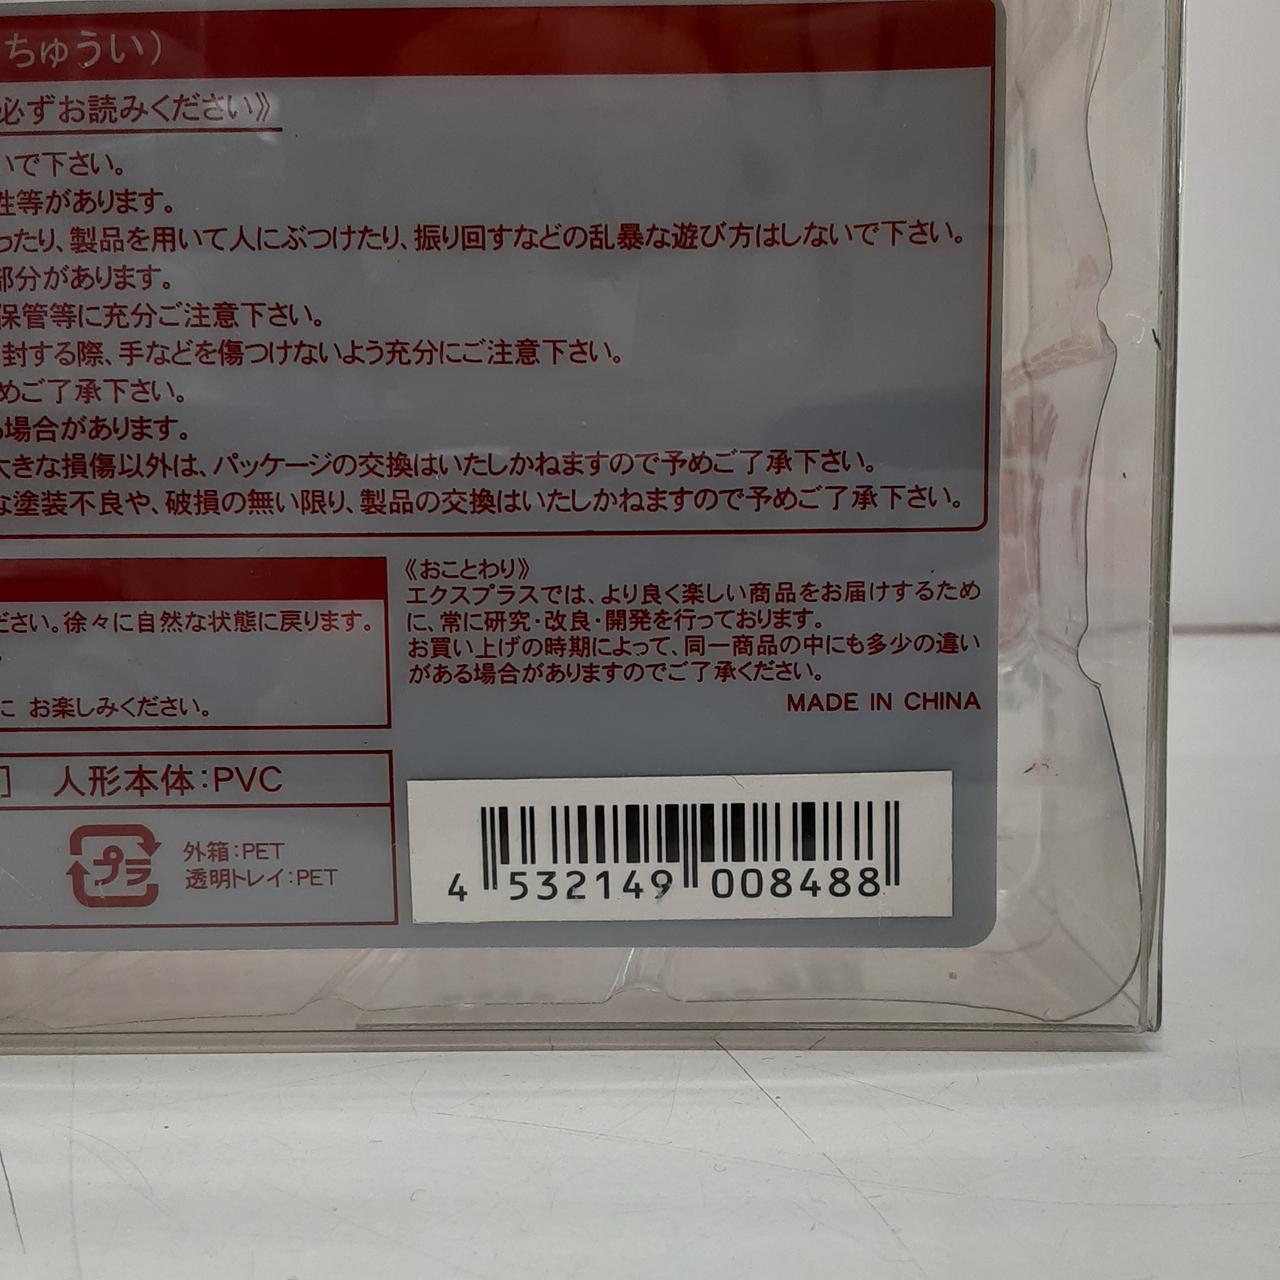 ちゅうい）
必ずお読みください》
いで下さい。
性等があります。
ったり、製品を用いて人にぶつけたり、振り回すなどの乱暴な遊び方はしないで下さい。
部分があります。
保管等に充分ご注意下さい。
封する際、手などを傷つけないよう充分にご注意下さい。
めご了承下さい。
る場合があります。
大きな損傷以外は、パッケージの交換はいたしかねますので予めご了承下さい。
な塗装不良や、破損の無い限り、製品の交換はいたしかねますので予めご了承下さい。
ださい。徐々に自然な状態に戻ります。
に お楽しみください。
《おことわり》
エクスプラスでは、より良く楽しい商品をお届けするため
に、常に研究・改良・開発を行っております。
お買い上げの時期によって、同一商品の中にも多少の違い
がある場合がありますのでご了承ください。
MADE IN CHINA
］ 人形本体：PVC
プラ
外箱：PET
透明トレイ：PET
4 532149 008488